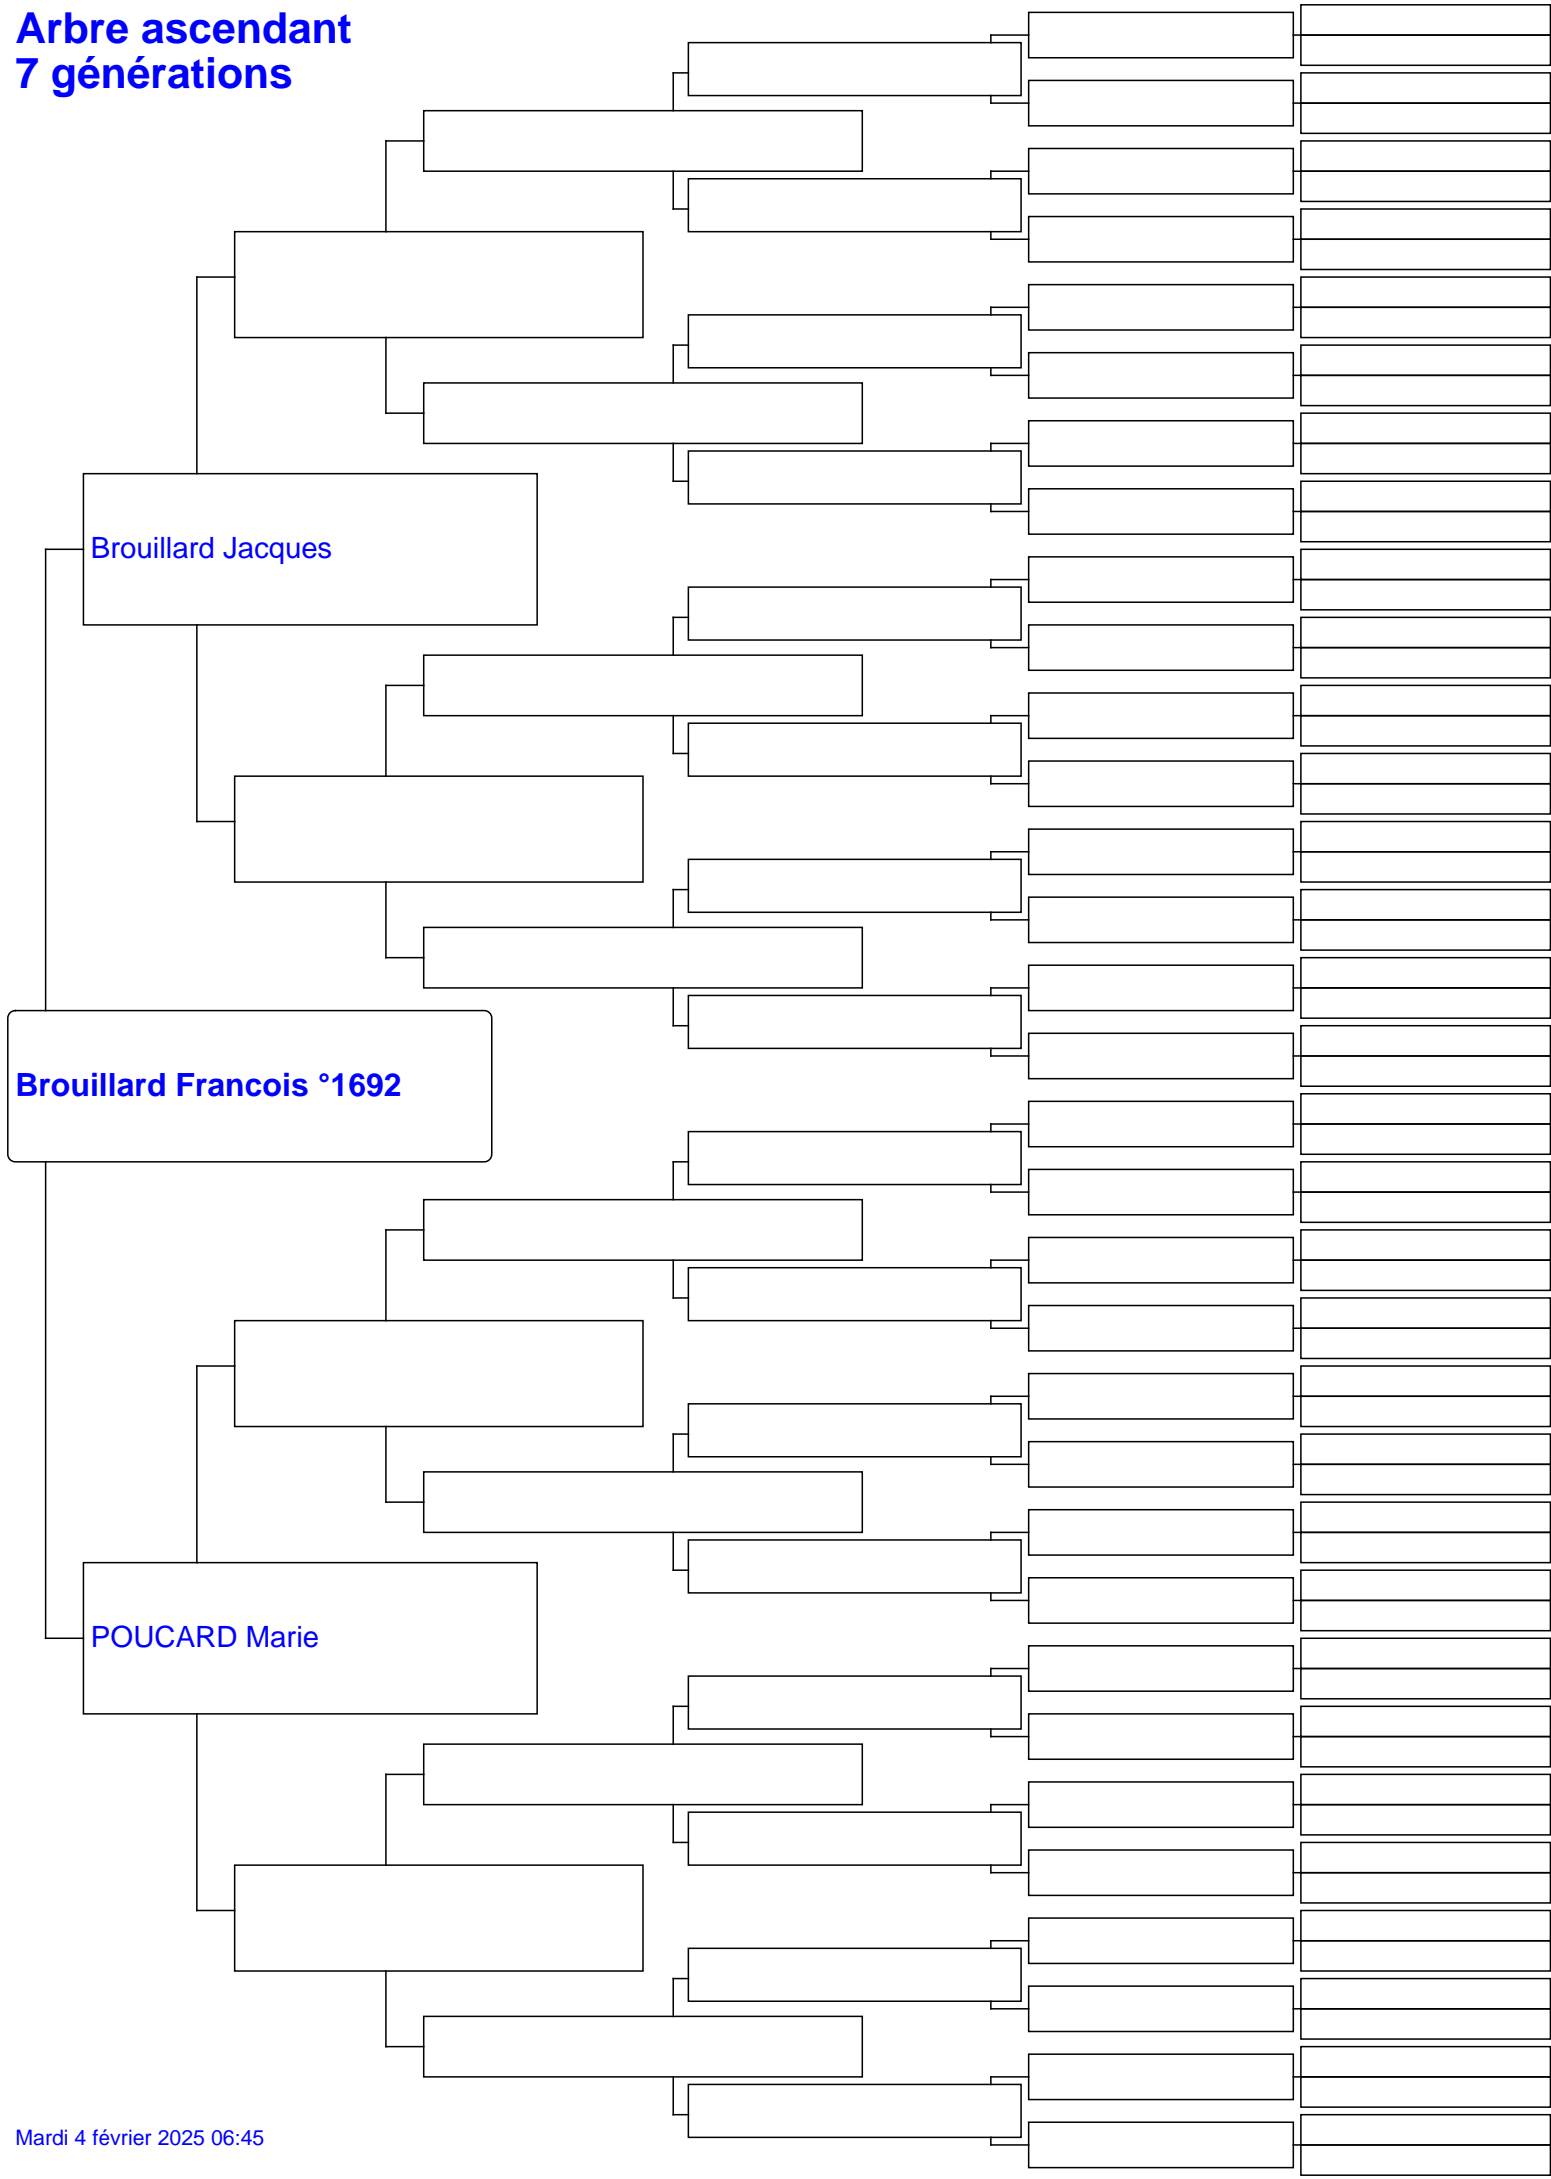 Arbre ascendant
7 générations
Brouillard Jacques
Brouillard Francois °1692
POUCARD Marie
Mardi 4 février 2025 06:45